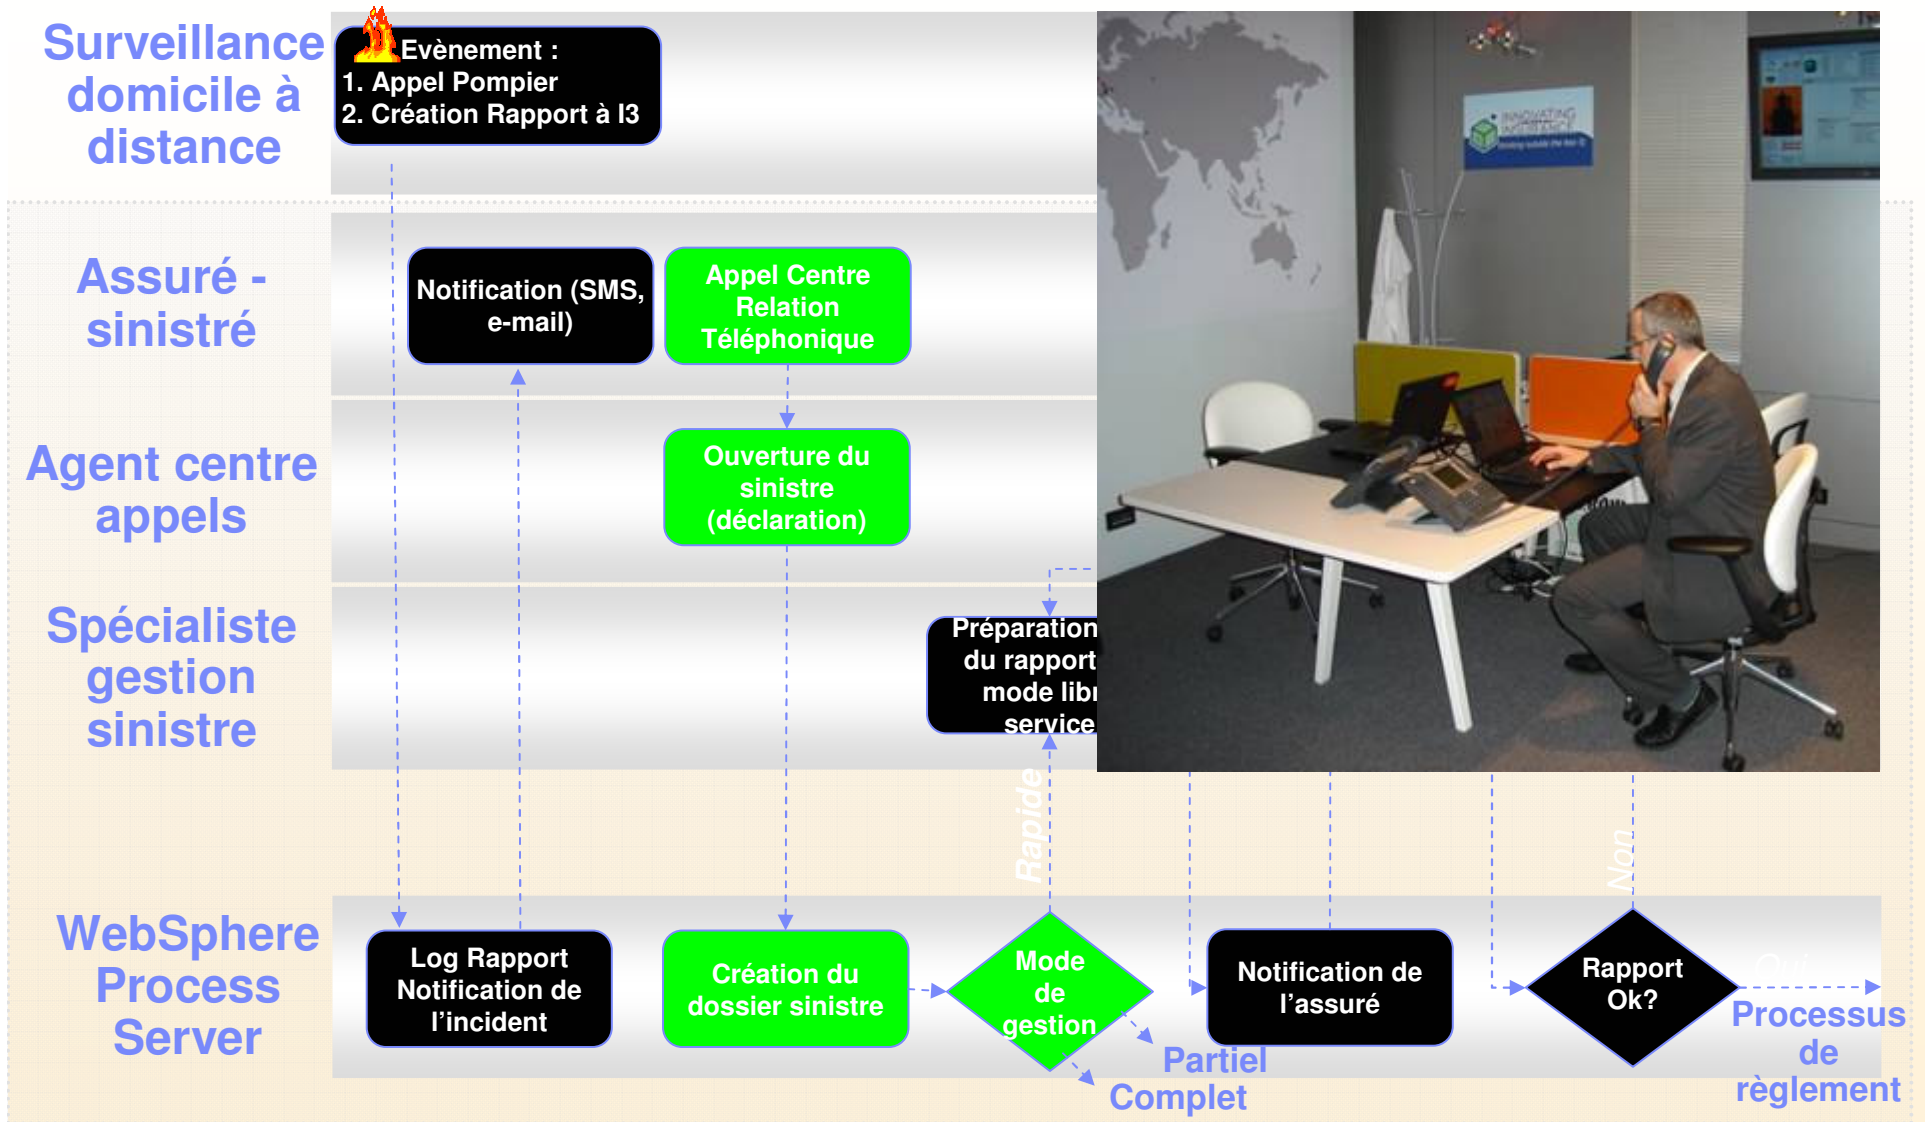 Surveillance
domicile à
distance
Evènement :
1. Appel Pompier
2. Création Rapport à I3
INNOVATING
INSURANCE
Assuré -
sinistré
Notification (SMS,
e-mail)
Appel Centre
Relation
Téléphonique
Agent centre
appels
Ouverture du
sinistre
(déclaration)
Spécialiste
gestion
sinistre
Préparation
du rapport
mode libr
service
Rapide
Non
WebSphere
Process
Server
Log Rapport
Notification de
l’incident
Création du
dossier sinistre
Mode
de
gestion
Partiel
Complet
Notification de
l’assuré
Rapport
Ok?
Oui
Processus
de
règlement